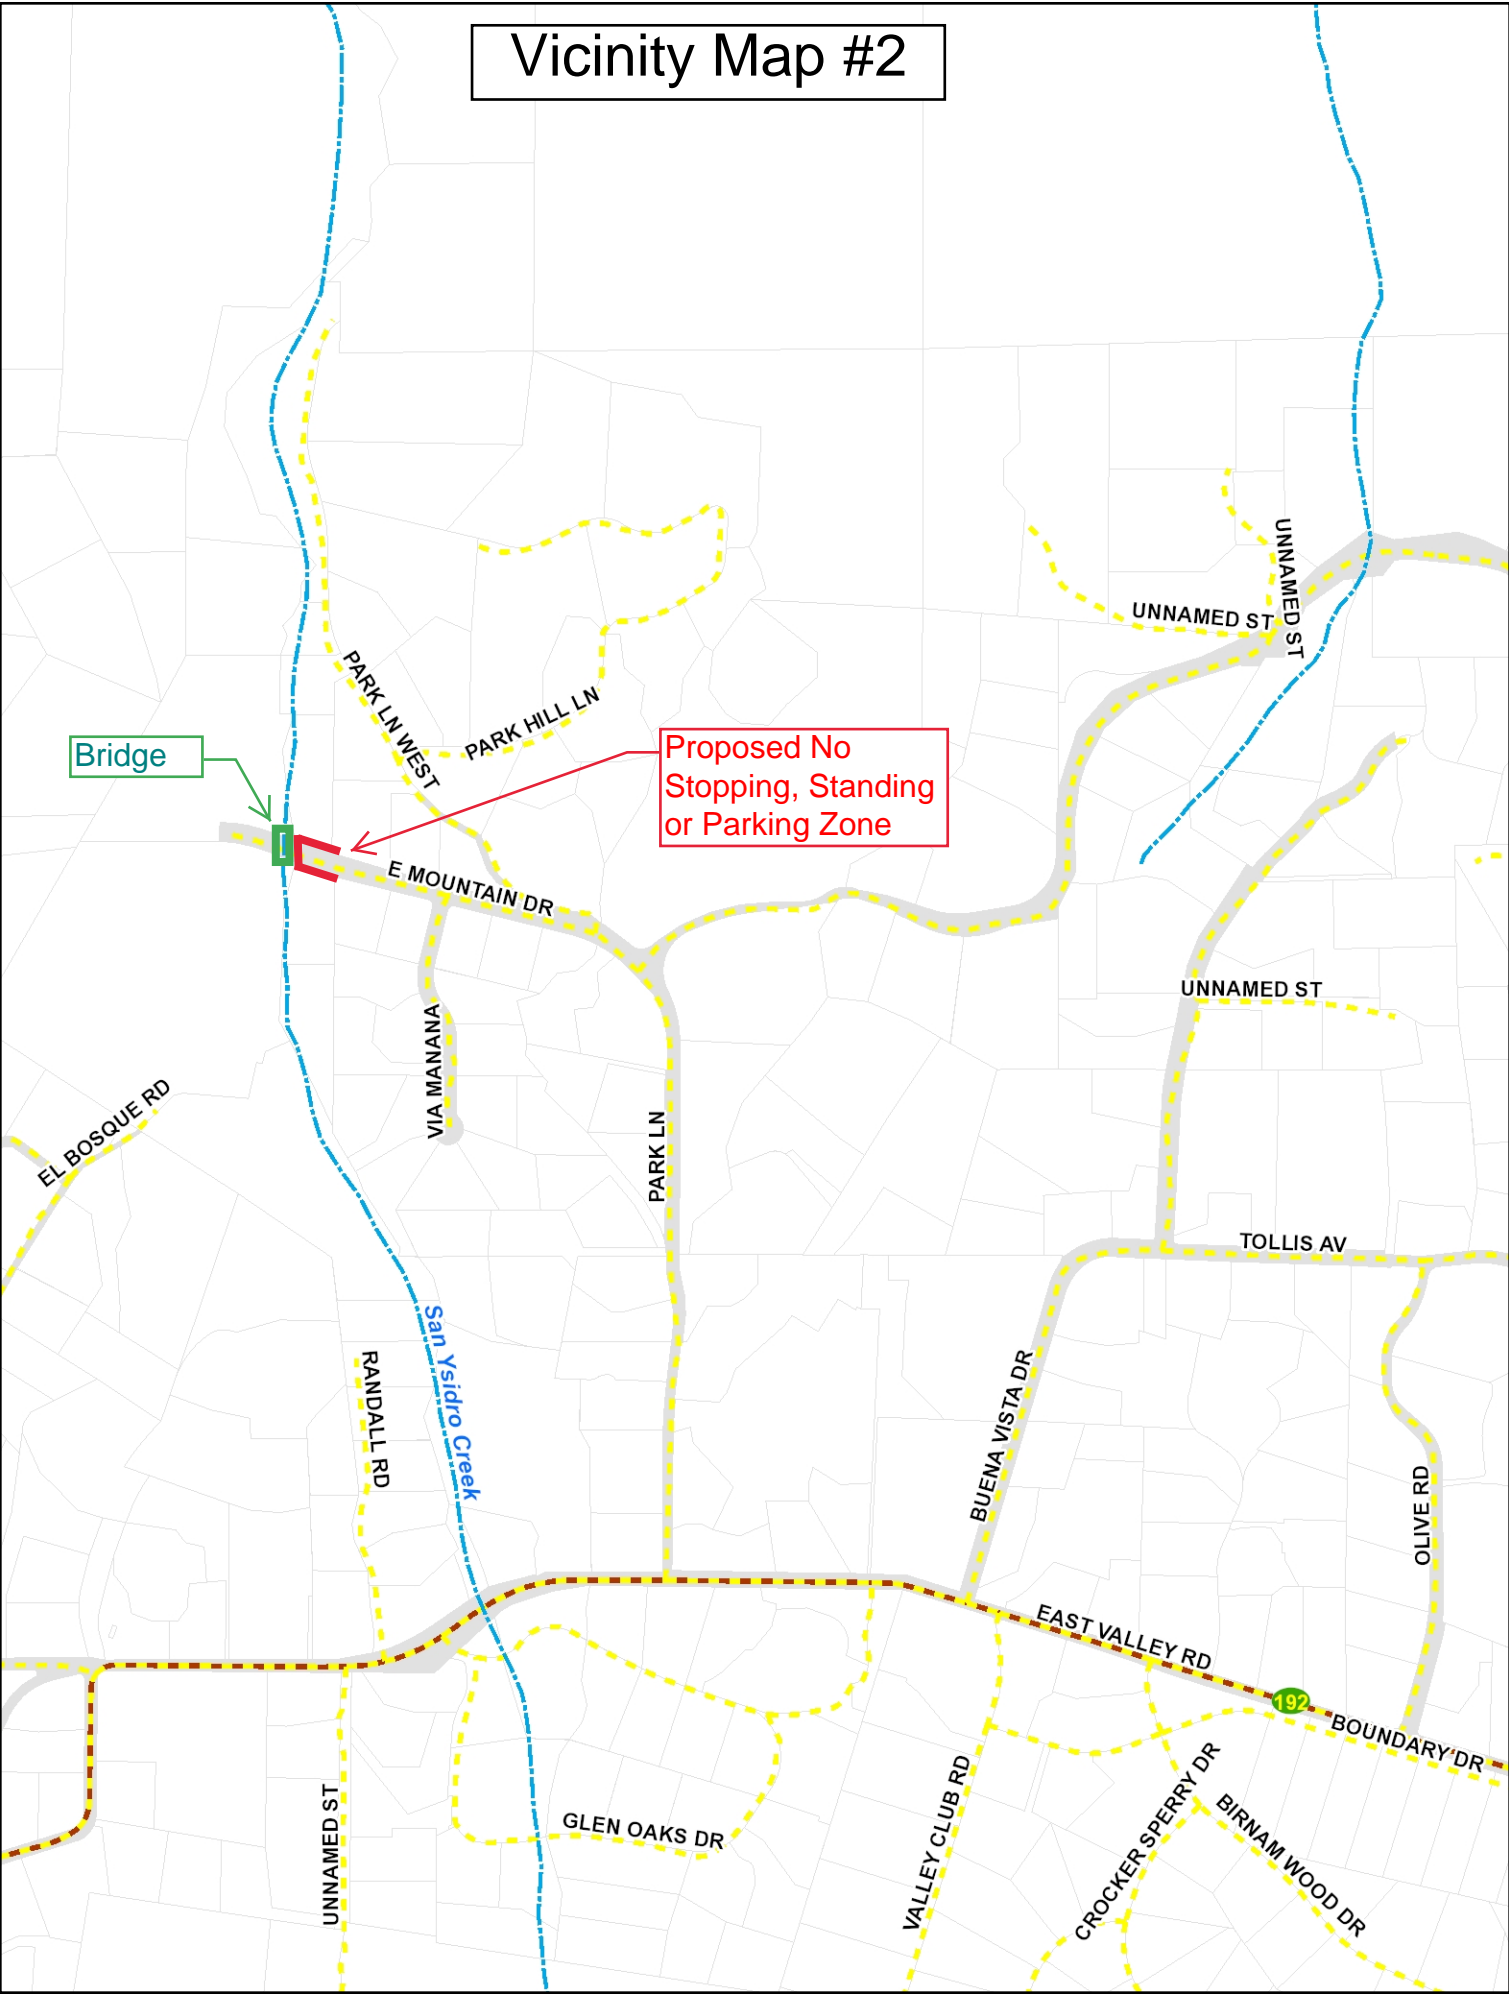 Vicinity Map #2
UNNAMED ST
UNNAMED ST
PARK LN WEST
PARK HILL LN
Bridge
Proposed No
Stopping, Standing
or Parking Zone
E MOUNTAIN DR
UNNAMED ST
VIA MANANA
EL BOSQUE RD
PARK LN
TOLLIS AV
San Ysidro Creek
RANDALL RD
BUENA VISTA DR
OLIVE RD
EAST VALLEY RD
192
BOUNDARY DR
UNNAMED ST
GLEN OAKS DR
VALLEY CLUB RD
CROCKER SPERRY DR
BIRNAM WOOD DR